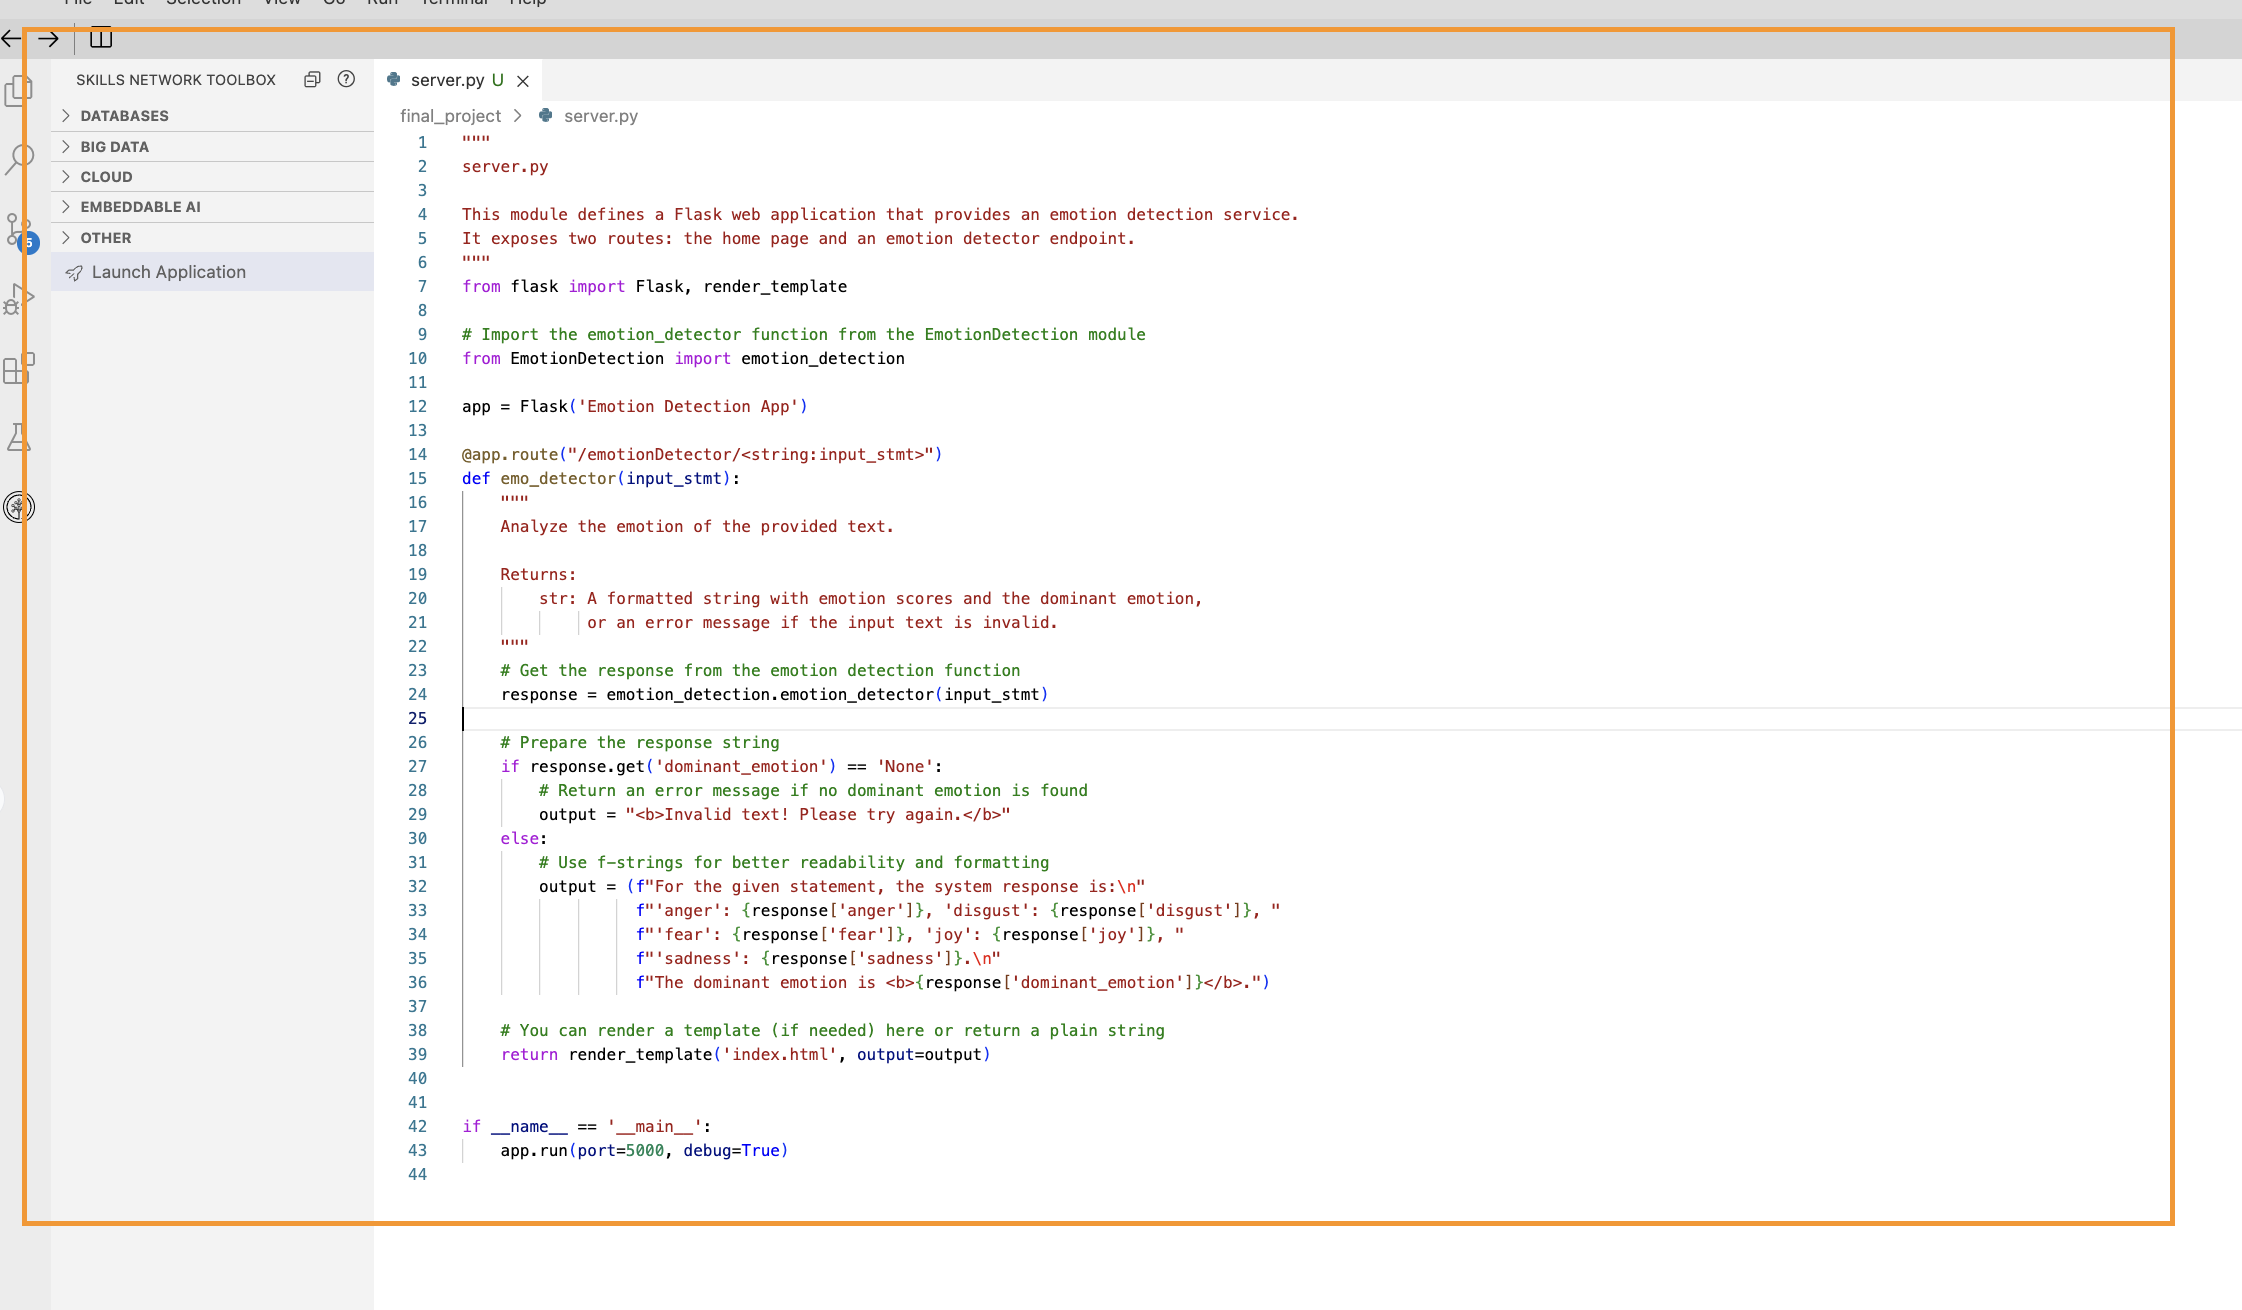 File Edit Selection View Go Run Terminal Help
SKILLS NETWORK TOOLBOX
DATABASES
BIG DATA
CLOUD
EMBEDDABLE AI
OTHER
Launch Application
5
server.py U
final_project > server.py
1 """
2 server.py
3
4 This module defines a Flask web application that provides an emotion detection service.
5 It exposes two routes: the home page and an emotion detector endpoint.
6 """
7 from flask import Flask, render_template
8
9 # Import the emotion_detector function from the EmotionDetection module
10 from EmotionDetection import emotion_detection
11
12 app = Flask('Emotion Detection App')
13
14 @app.route("/emotionDetector/<string:input_stmt>")
15 def emo_detector(input_stmt):
16 """
17 Analyze the emotion of the provided text.
18
19 Returns:
20 str: A formatted string with emotion scores and the dominant emotion,
21 or an error message if the input text is invalid.
22 """
23 # Get the response from the emotion detection function
24 response = emotion_detection.emotion_detector(input_stmt)
25
26 # Prepare the response string
27 if response.get('dominant_emotion') == 'None':
28 # Return an error message if no dominant emotion is found
29 output = "<b>Invalid text! Please try again.</b>"
30 else:
31 # Use f-strings for better readability and formatting
32 output = (f"For the given statement, the system response is:\n"
33 f"'anger': {response['anger']}, 'disgust': {response['disgust']}, "
34 f"'fear': {response['fear']}, 'joy': {response['joy']}, "
35 f"'sadness': {response['sadness']}.\n"
36 f"The dominant emotion is <b>{response['dominant_emotion']}</b>.")
37
38 # You can render a template (if needed) here or return a plain string
39 return render_template('index.html', output=output)
40
41
42 if __name__ == '__main__':
43 app.run(port=5000, debug=True)
44